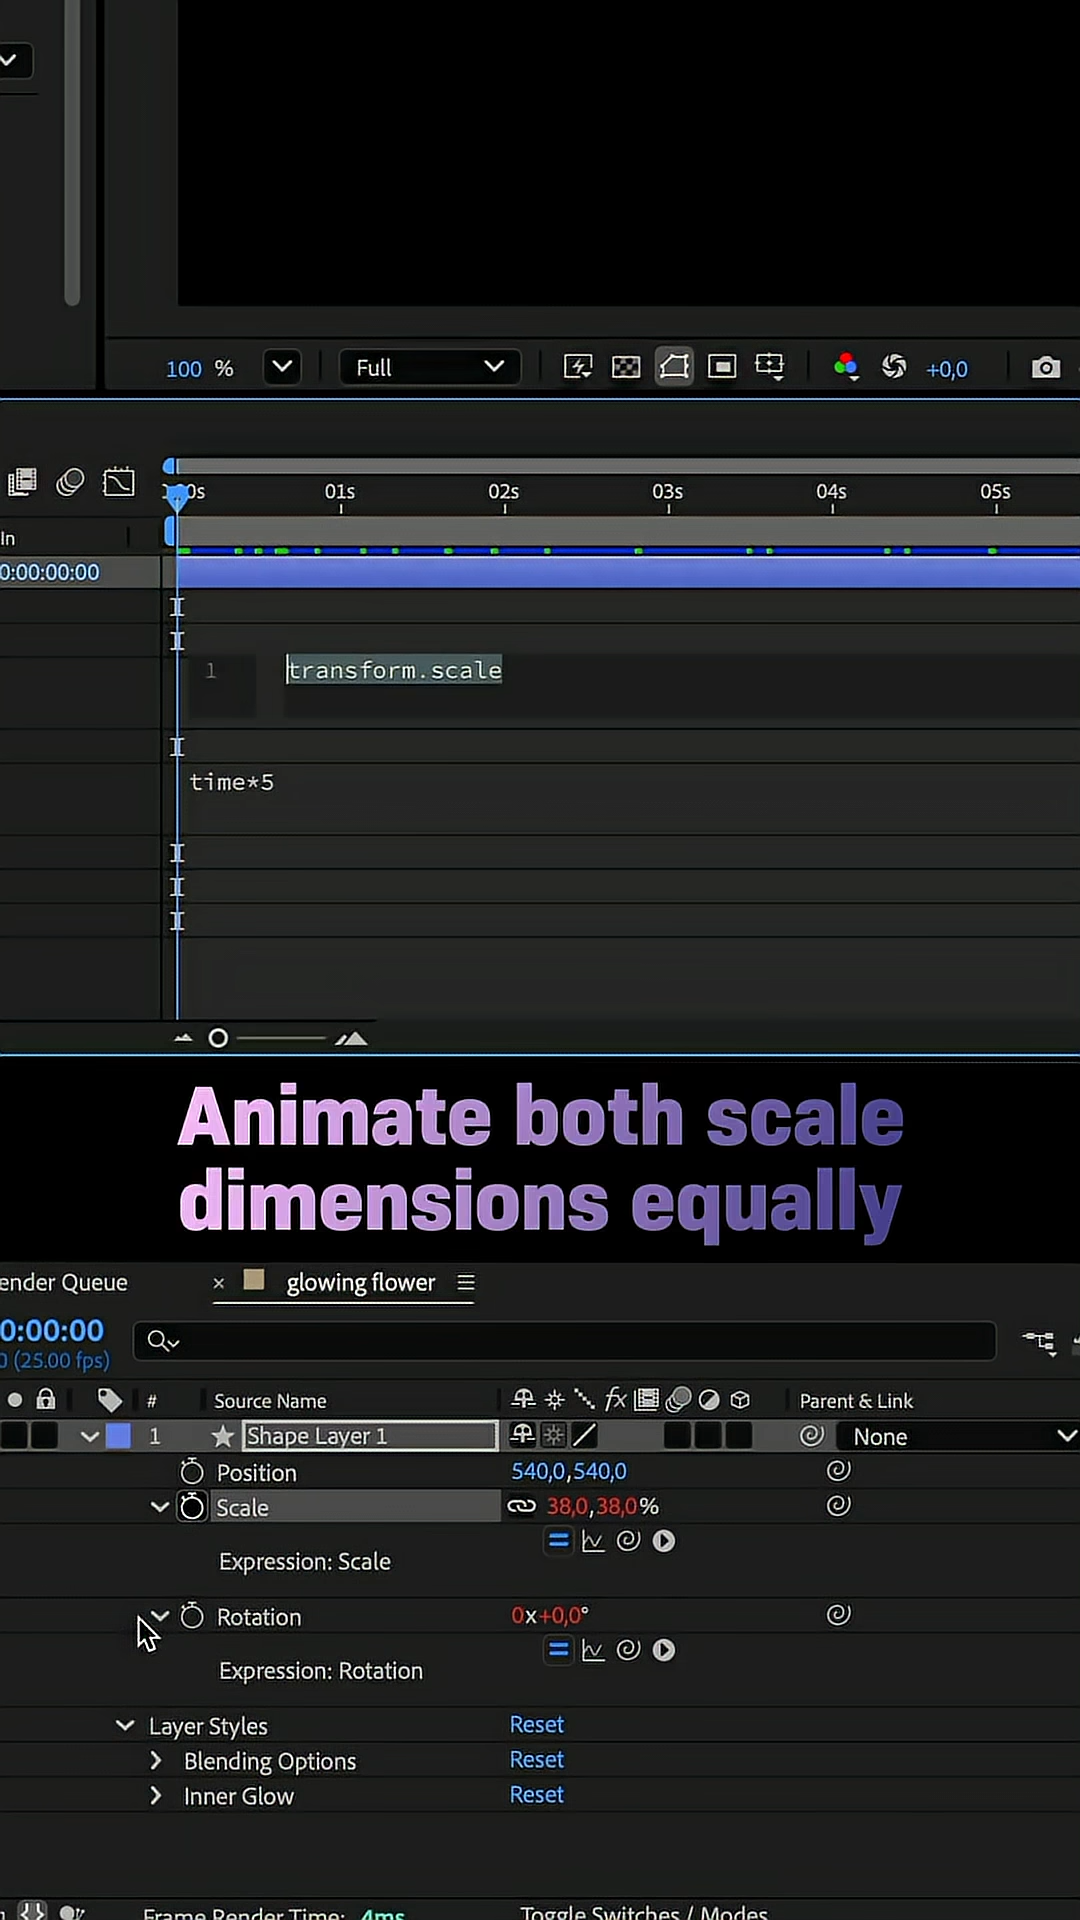 100 %
Full
+0,0
0s 01s 02s 03s 04s 05s
In
0:00:00:00
1 transform.scale
time*5
Animate both scale
dimensions equally
ender Queue × glowing flower
0:00:00
0 (25.00 fps)
# Source Name fx Parent & Link
1 Shape Layer 1 None
Position 540,0,540,0
Scale 38,0,38,0%
Expression: Scale
Rotation 0x+0,0°
Expression: Rotation
Layer Styles Reset
Blending Options Reset
Inner Glow Reset
Frame Render Time: 4ms Toggle Switches / Modes